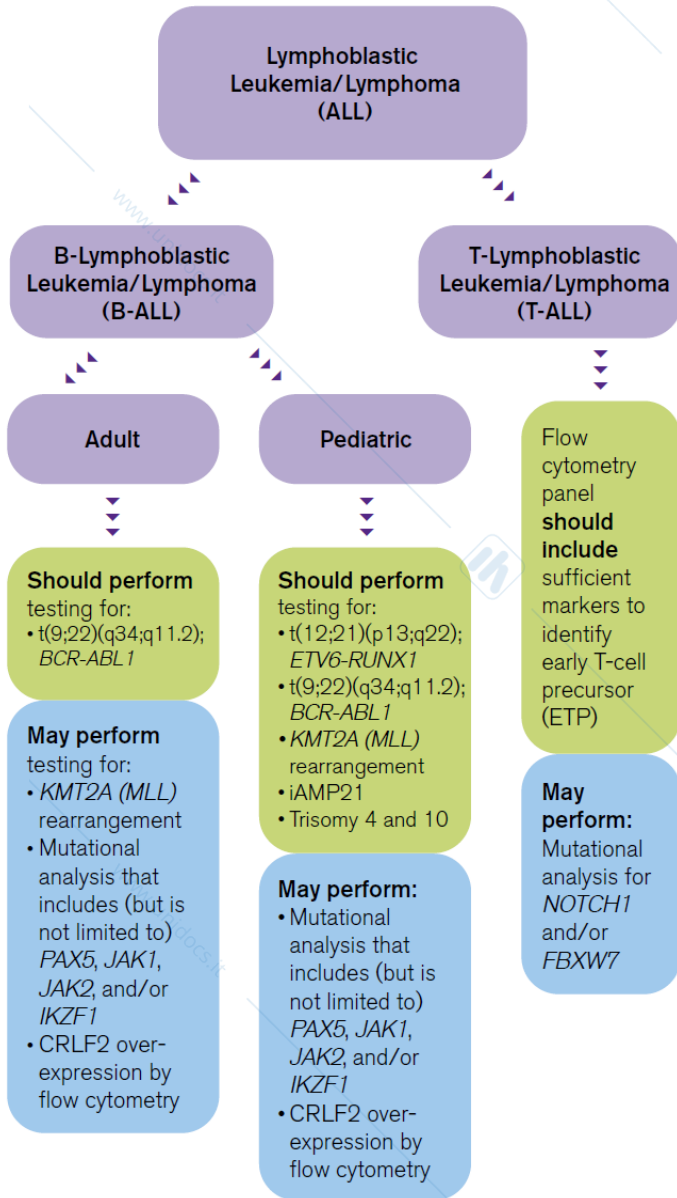 Lymphoblastic
Leukemia/Lymphoma
(ALL)
B-Lymphoblastic
Leukemia/Lymphoma
(B-ALL)
T-Lymphoblastic
Leukemia/Lymphoma
(T-ALL)
Adult
Pediatric
Should perform
testing for:
• t(9;22)(q34;q11.2);
BCR-ABL1
May perform
testing for:
• KMT2A (MLL)
rearrangement
• Mutational
analysis that
includes (but is
not limited to)
PAX5, JAK1,
JAK2, and/or
IKZF1
• CRLF2 over-
expression by
flow cytometry
Should perform
testing for:
• t(12;21)(p13;q22);
ETV6-RUNX1
• t(9;22)(q34;q11.2);
BCR-ABL1
• KMT2A (MLL)
rearrangement
• iAMP21
• Trisomy 4 and 10
May perform:
• Mutational
analysis that
includes (but is
not limited to)
PAX5, JAK1,
JAK2, and/or
IKZF1
• CRLF2 over-
expression by
flow cytometry
Flow
cytometry
panel
should
include
sufficient
markers to
identify
early T-cell
precursor
(ETP)
May
perform:
Mutational
analysis for
NOTCH1
and/or
FBXW7